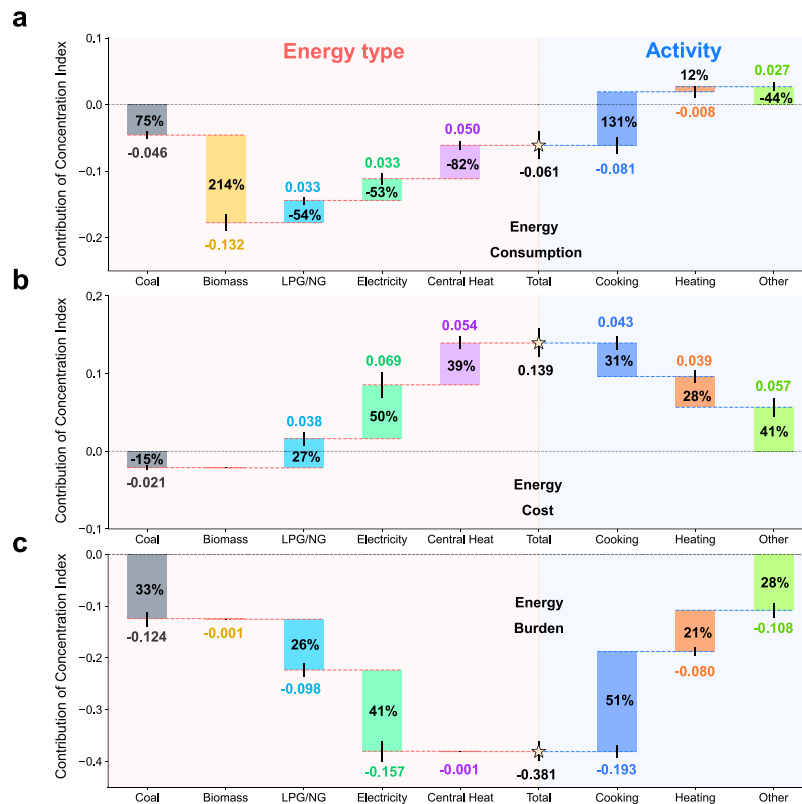 a
Energy type
Activity
Contribution of Concentration Index
0.1
0.0
-0.1
-0.2
75%
-0.046
214%
-0.132
0.033
-54%
0.033
-53%
0.050
-82%
-0.061
131%
-0.081
12%
-0.008
0.027
-44%
Energy
Consumption
Coal
Biomass
LPG/NG
Electricity
Central Heat
Total
Cooking
Heating
Other
b
Contribution of Concentration Index
0.2
0.1
0.0
-0.1
-15%
-0.021
0.038
27%
0.069
50%
0.054
39%
0.139
0.043
31%
0.039
28%
0.057
41%
Energy
Cost
Coal
Biomass
LPG/NG
Electricity
Central Heat
Total
Cooking
Heating
Other
c
Contribution of Concentration Index
0.0
-0.1
-0.2
-0.3
-0.4
33%
-0.124
-0.001
26%
-0.098
41%
-0.157
-0.001
-0.381
51%
-0.193
21%
-0.080
28%
-0.108
Energy
Burden
Coal
Biomass
LPG/NG
Electricity
Central Heat
Total
Cooking
Heating
Other